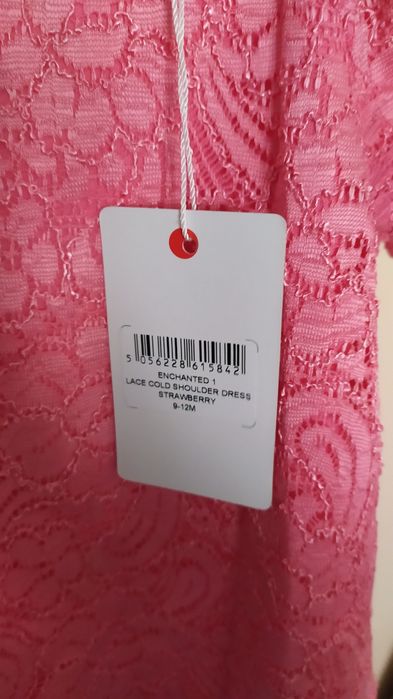 5 056228 615842
ENCHANTED 1
LACE COLD SHOULDER DRESS
STRAWBERRY
9-12M